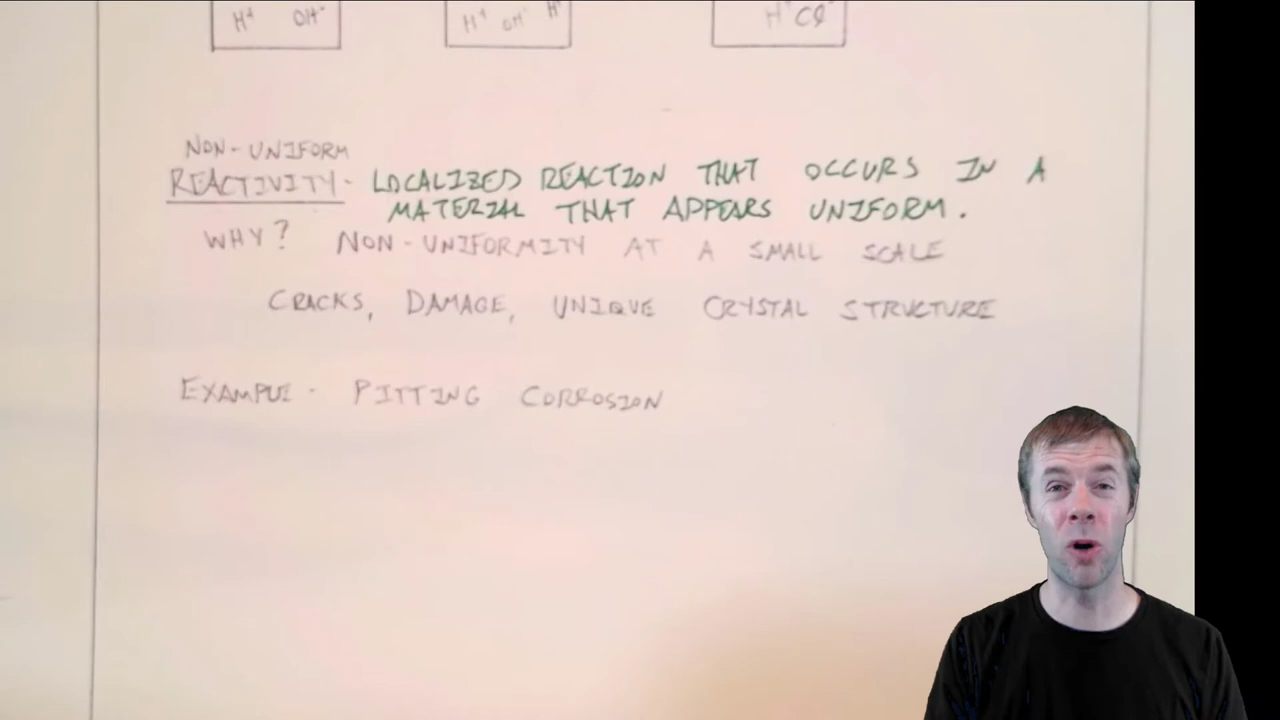 H⁺ OH⁻ H⁺ OH⁻ H⁺ H⁺ Cl
NON-UNIFORM
REACTIVITY- LOCALIZED REACTION THAT OCCURS IN A
MATERIAL THAT APPEARS UNIFORM.
WHY? NON-UNIFORMITY AT A SMALL SCALE
CRACKS, DAMAGE, UNIQUE CRYSTAL STRUCTURE
EXAMPLE- PITTING CORROSION